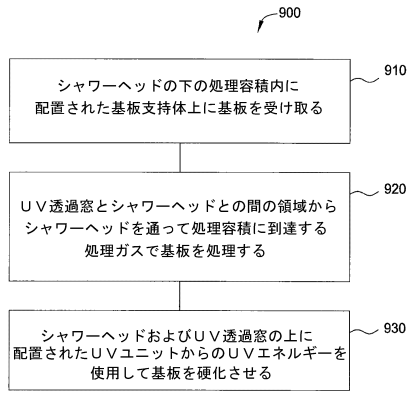 900
910
シャワーヘッドの下の処理容積内に
配置された基板支持体上に基板を受け取る
920
UV透過窓とシャワーヘッドとの間の領域から
シャワーヘッドを通って処理容積に到達する
処理ガスで基板を処理する
930
シャワーヘッドおよびUV透過窓の上に
配置されたUVユニットからのUVエネルギーを
使用して基板を硬化させる